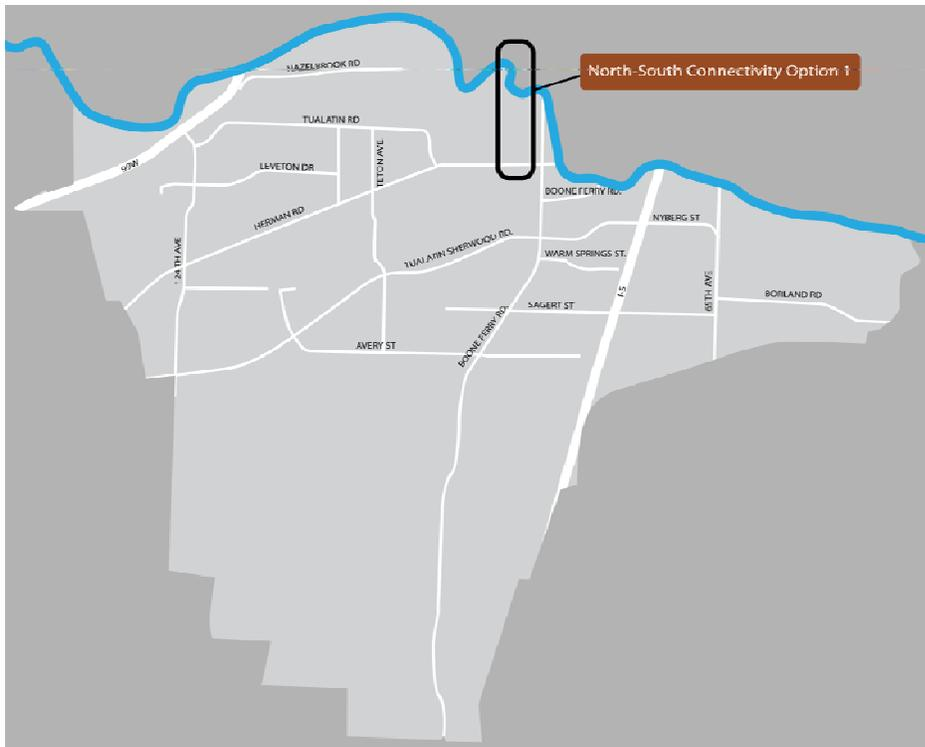 North-South Connectivity Option 1
HAZELBROOK RD
TUALATIN RD
99W
LEVETON DR
TETON AVE
BOONE FERRY RD.
HERMAN RD
NYBERG ST
124TH AVE
TUALATIN SHERWOOD RD.
WARM SPRINGS ST.
I-5
65TH AVE
BORLAND RD
SAGERT ST
BOONE FERRY RD.
AVERY ST